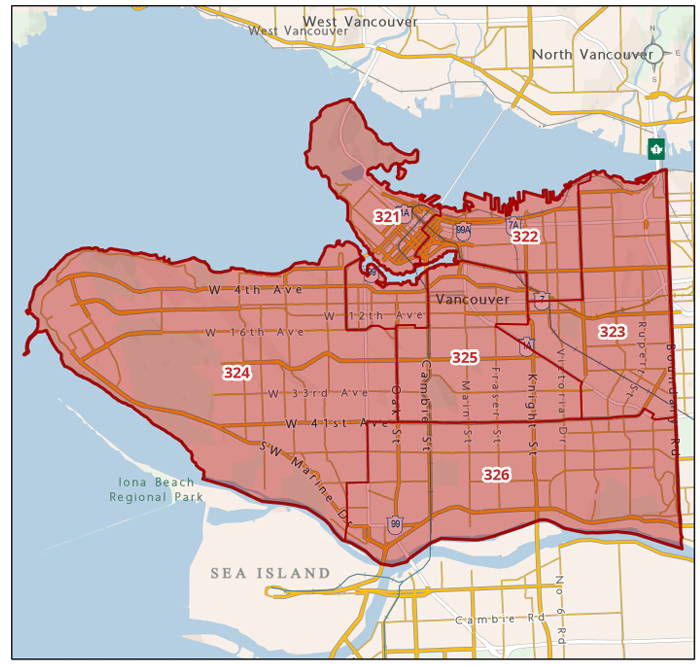 West Vancouver
West Vancouver
North Vancouver
N
E
S
1
321
1A
99A
7A
322
99
W 4th Ave
Vancouver
7
W 12th Ave
W 16th Ave
323
1A
325
324
Rupert St
Boundary Rd
Victoria Dr
Fraser St
Main St
Knight St
Cambie St
Oak St
W 33rd Ave
W 41st Ave
SW Marine Dr
326
Iona Beach
Regional Park
99
SEA ISLAND
No 6 Rd
Cambie Rd